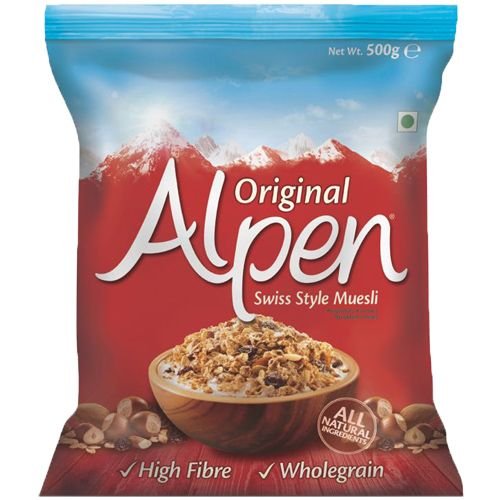 Net Wt. 500g ℮
Original
Alpen®
Swiss Style Muesli
ALL
NATURAL
INGREDIENTS
✓High Fibre ✓Wholegrain